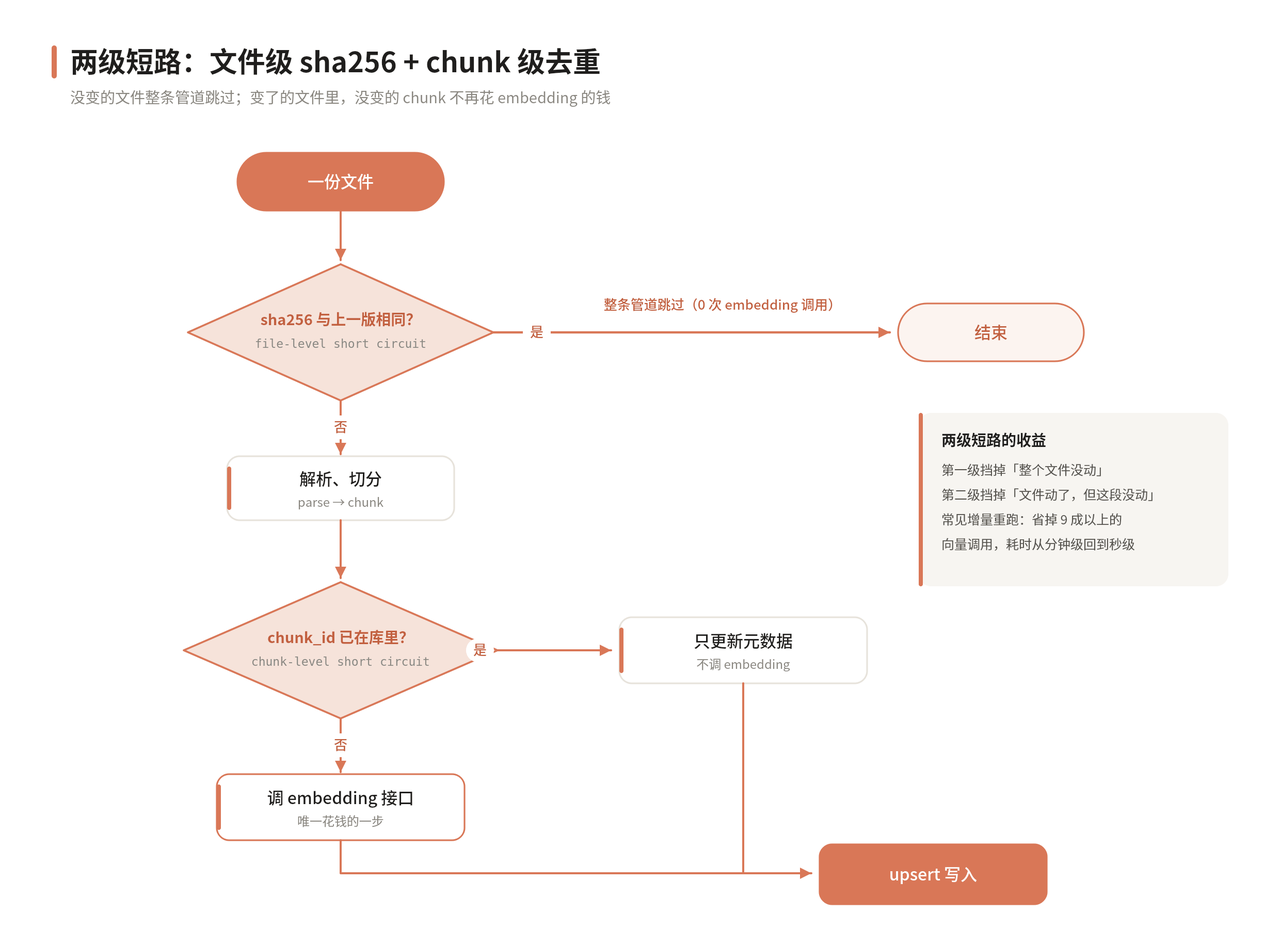 两级短路：文件级 sha256 + chunk 级去重
没变的文件整条管道跳过；变了的文件里，没变的 chunk 不再花 embedding 的钱
一份文件
sha256 与上一版相同？
file-level short circuit
是
整条管道跳过（0 次 embedding 调用）
结束
否
解析、切分
parse → chunk
两级短路的收益
第一级挡掉「整个文件没动」
第二级挡掉「文件动了，但这段没动」
常见增量重跑：省掉 9 成以上的
向量调用，耗时从分钟级回到秒级
chunk_id 已在库里？
chunk-level short circuit
是
只更新元数据
不调 embedding
否
调 embedding 接口
唯一花钱的一步
upsert 写入